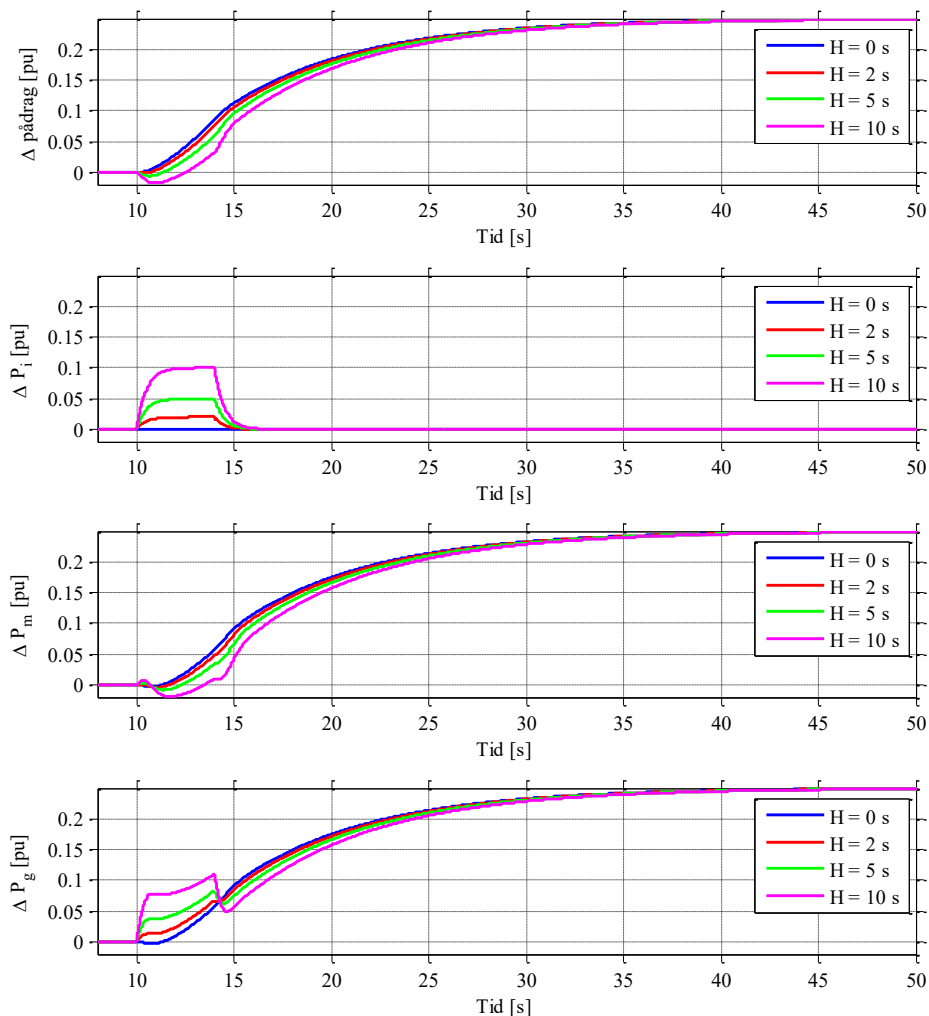 Δ pådrag [pu]
0.2
0.15
0.1
0.05
0
H = 0 s
H = 2 s
H = 5 s
H = 10 s
10 15 20 25 30 35 40 45 50
Tid [s]
Δ P_i [pu]
0.2
0.15
0.1
0.05
0
H = 0 s
H = 2 s
H = 5 s
H = 10 s
10 15 20 25 30 35 40 45 50
Tid [s]
Δ P_m [pu]
0.2
0.15
0.1
0.05
0
H = 0 s
H = 2 s
H = 5 s
H = 10 s
10 15 20 25 30 35 40 45 50
Tid [s]
Δ P_g [pu]
0.2
0.15
0.1
0.05
0
H = 0 s
H = 2 s
H = 5 s
H = 10 s
10 15 20 25 30 35 40 45 50
Tid [s]